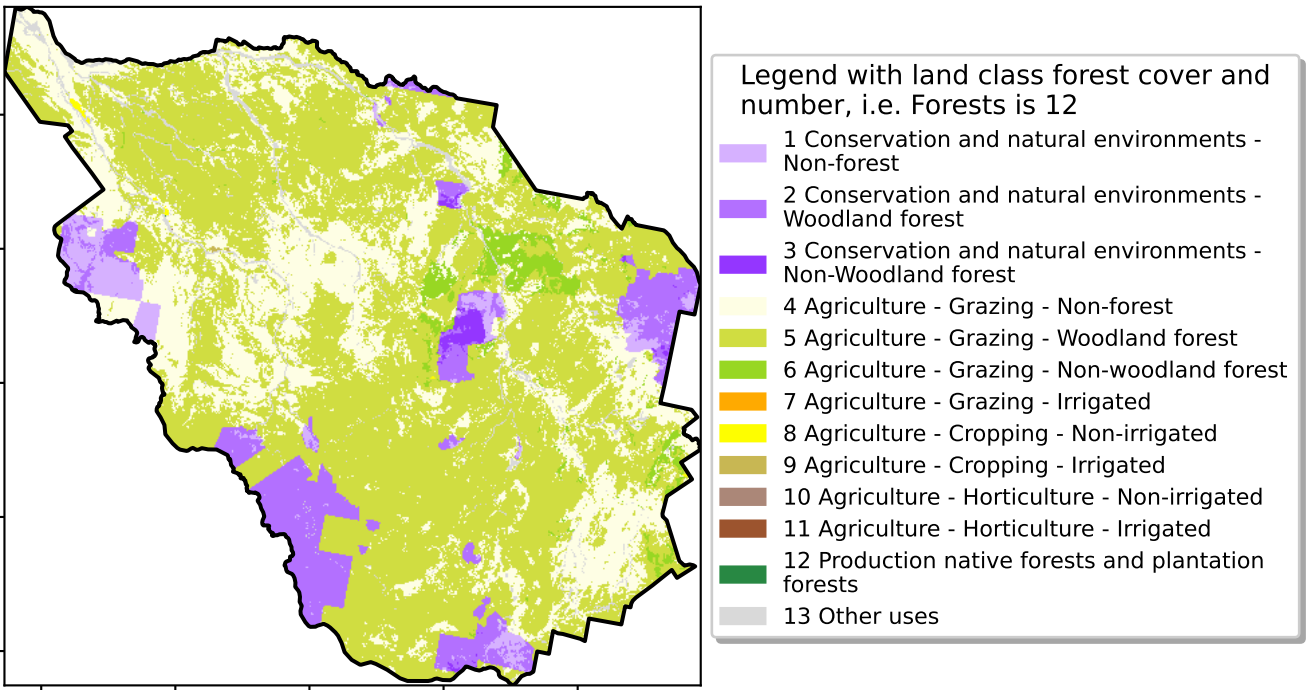 Legend with land class forest cover and
number, i.e. Forests is 12
1 Conservation and natural environments -
Non-forest
2 Conservation and natural environments -
Woodland forest
3 Conservation and natural environments -
Non-Woodland forest
4 Agriculture - Grazing - Non-forest
5 Agriculture - Grazing - Woodland forest
6 Agriculture - Grazing - Non-woodland forest
7 Agriculture - Grazing - Irrigated
8 Agriculture - Cropping - Non-irrigated
9 Agriculture - Cropping - Irrigated
10 Agriculture - Horticulture - Non-irrigated
11 Agriculture - Horticulture - Irrigated
12 Production native forests and plantation
forests
13 Other uses